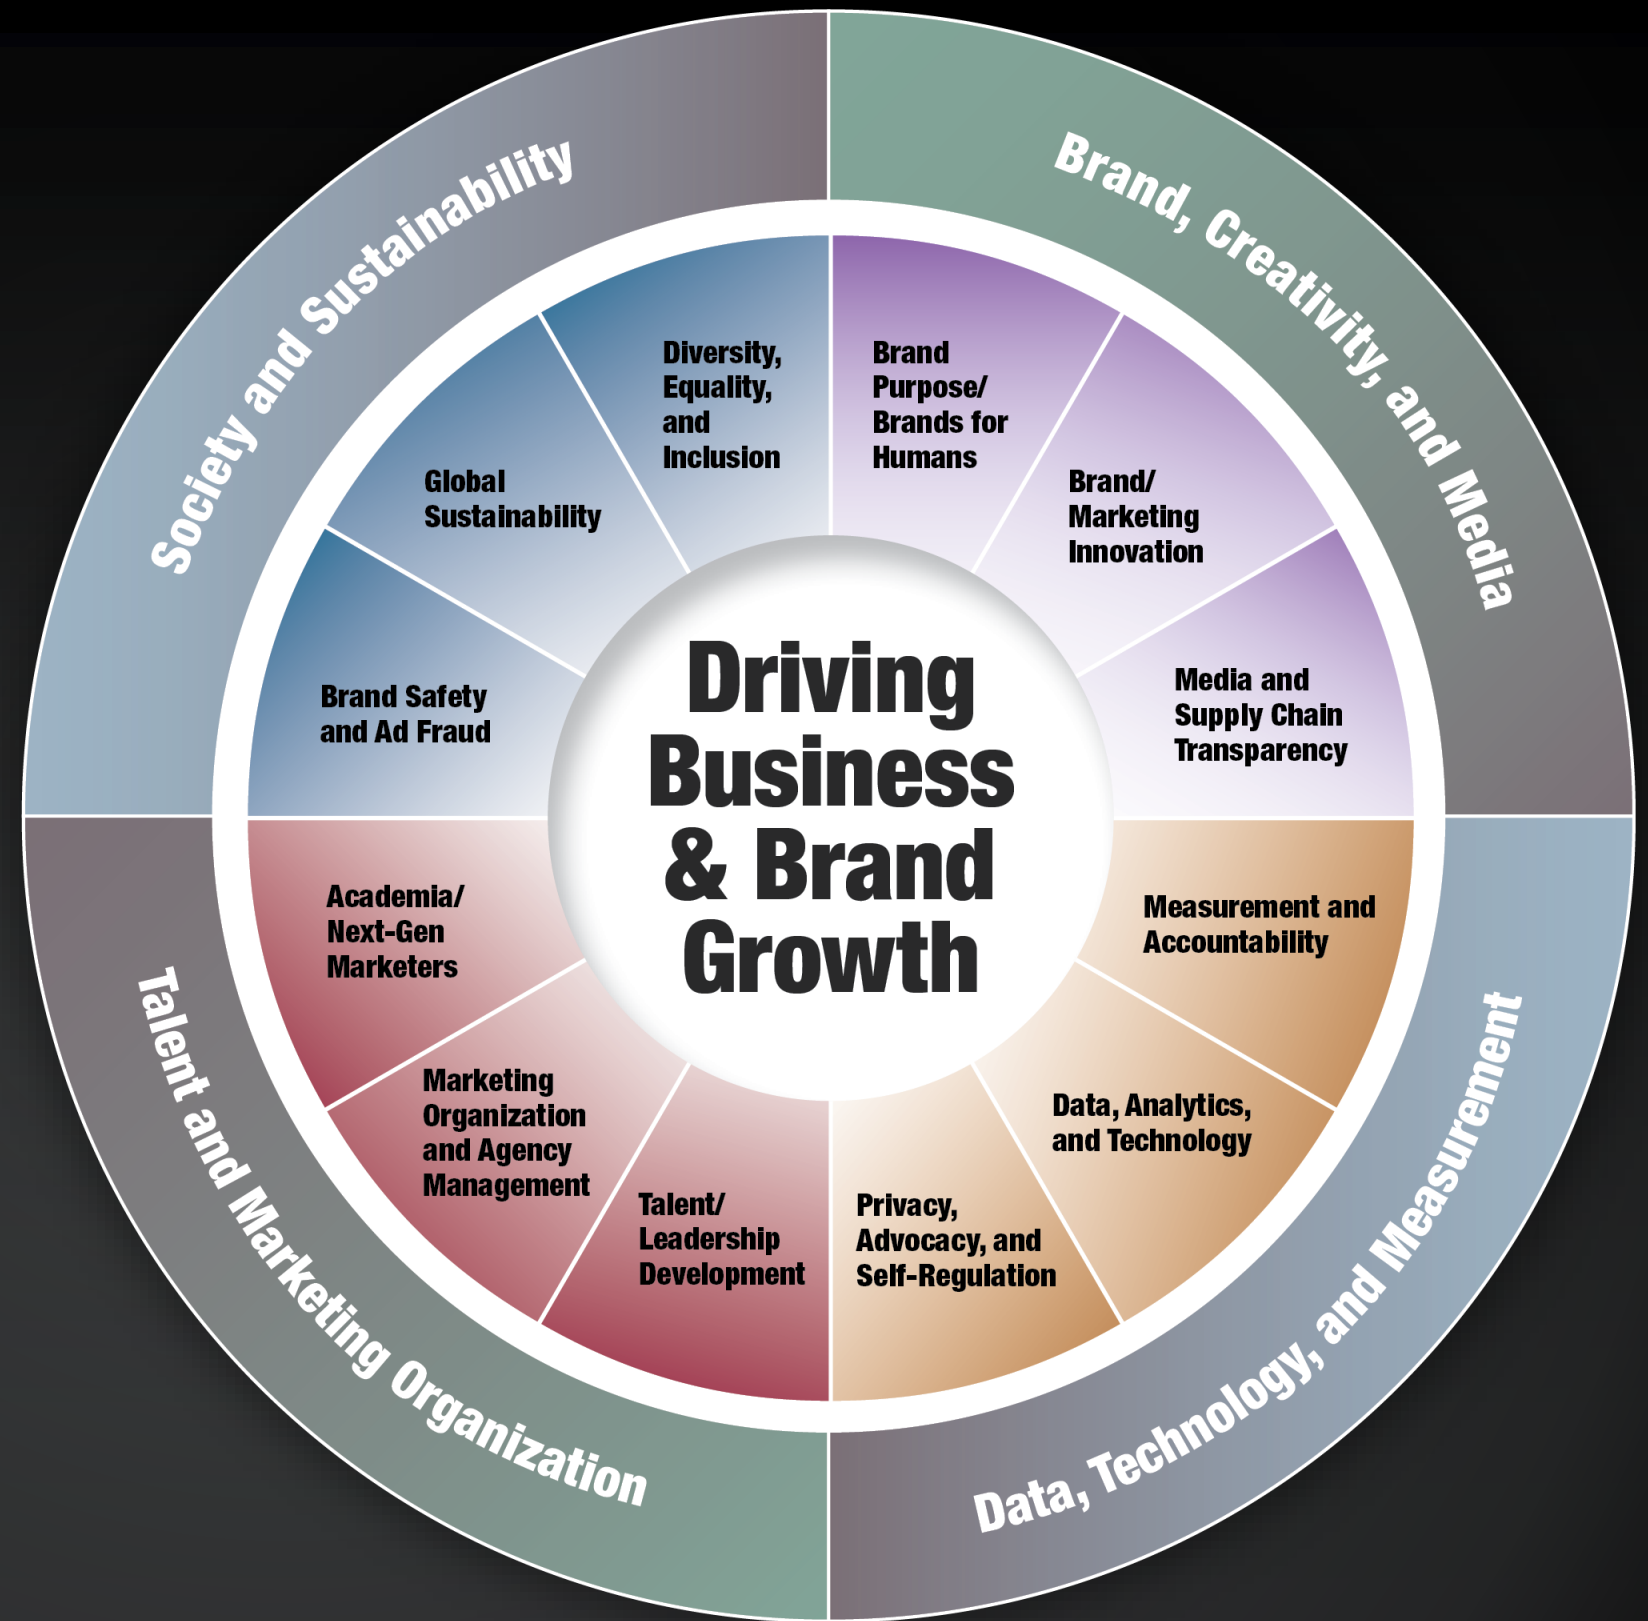 Society and Sustainability
Brand, Creativity, and Media
Diversity,
Equality,
and
Inclusion
Brand
Purpose/
Brands for
Humans
Global
Sustainability
Brand/
Marketing
Innovation
Brand Safety
and Ad Fraud
Media and
Supply Chain
Transparency
Driving
Business
& Brand
Growth
Academia/
Next-Gen
Marketers
Measurement and
Accountability
Marketing
Organization
and Agency
Management
Data, Analytics,
and Technology
Talent/
Leadership
Development
Privacy,
Advocacy, and
Self-Regulation
Talent and Marketing Organization
Data, Technology, and Measurement